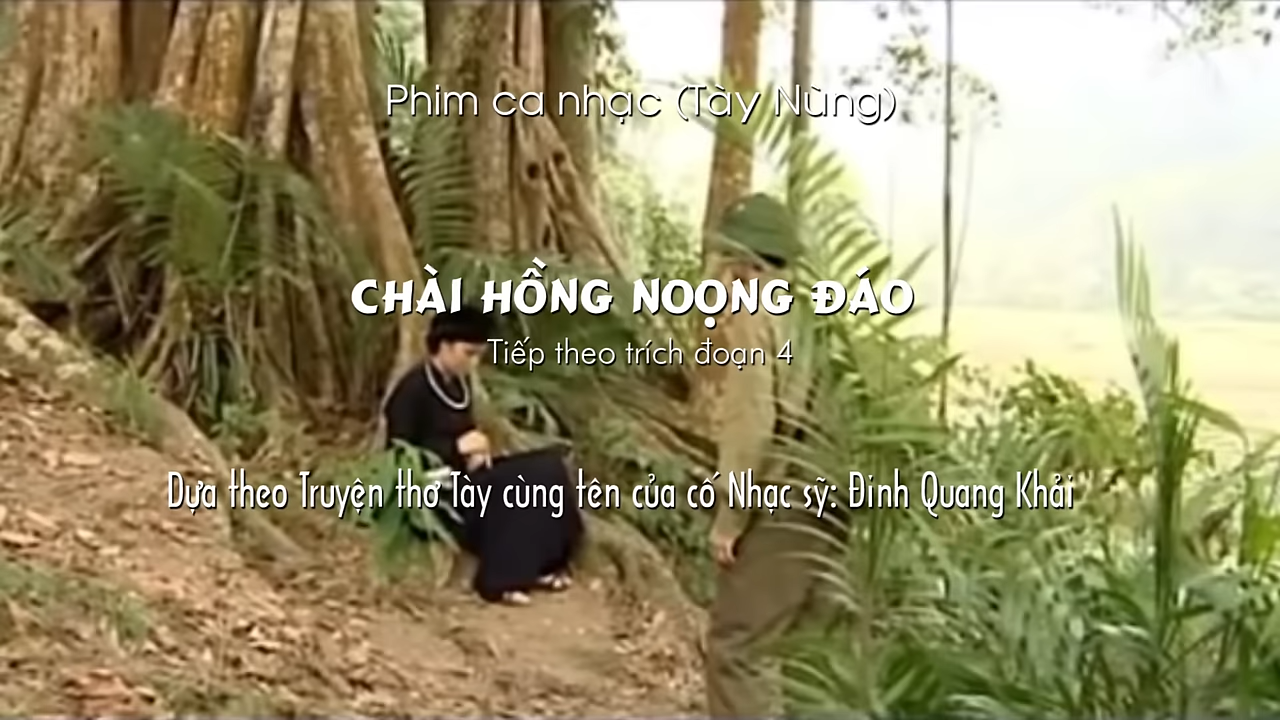 Phim ca nhạc (Tày Nùng)
CHÀI HỒNG NOỌNG ĐÁO
Tiếp theo trích đoạn 4
Dựa theo Truyện thơ Tày cùng tên của cố Nhạc sỹ: Đinh Quang Khải